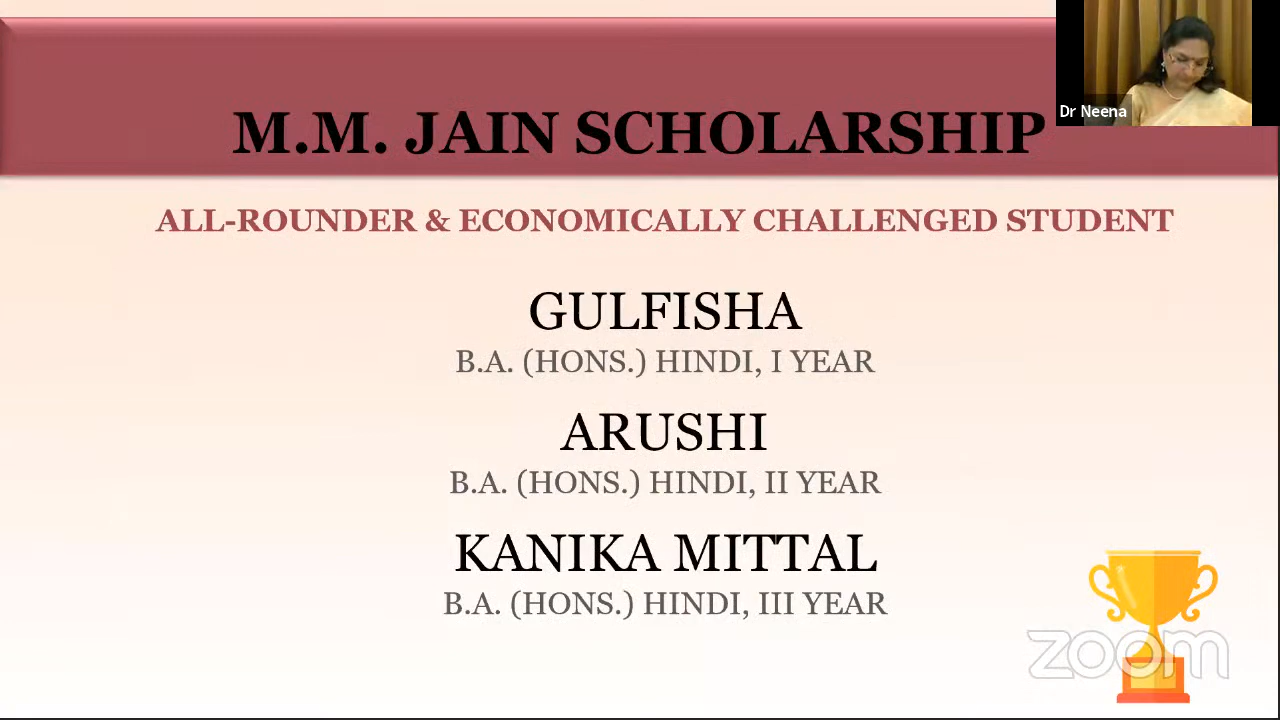 Dr Neena
M.M. JAIN SCHOLARSHIP
ALL-ROUNDER & ECONOMICALLY CHALLENGED STUDENT
GULFISHA
B.A. (HONS.) HINDI, I YEAR
ARUSHI
B.A. (HONS.) HINDI, II YEAR
KANIKA MITTAL
B.A. (HONS.) HINDI, III YEAR
zoom